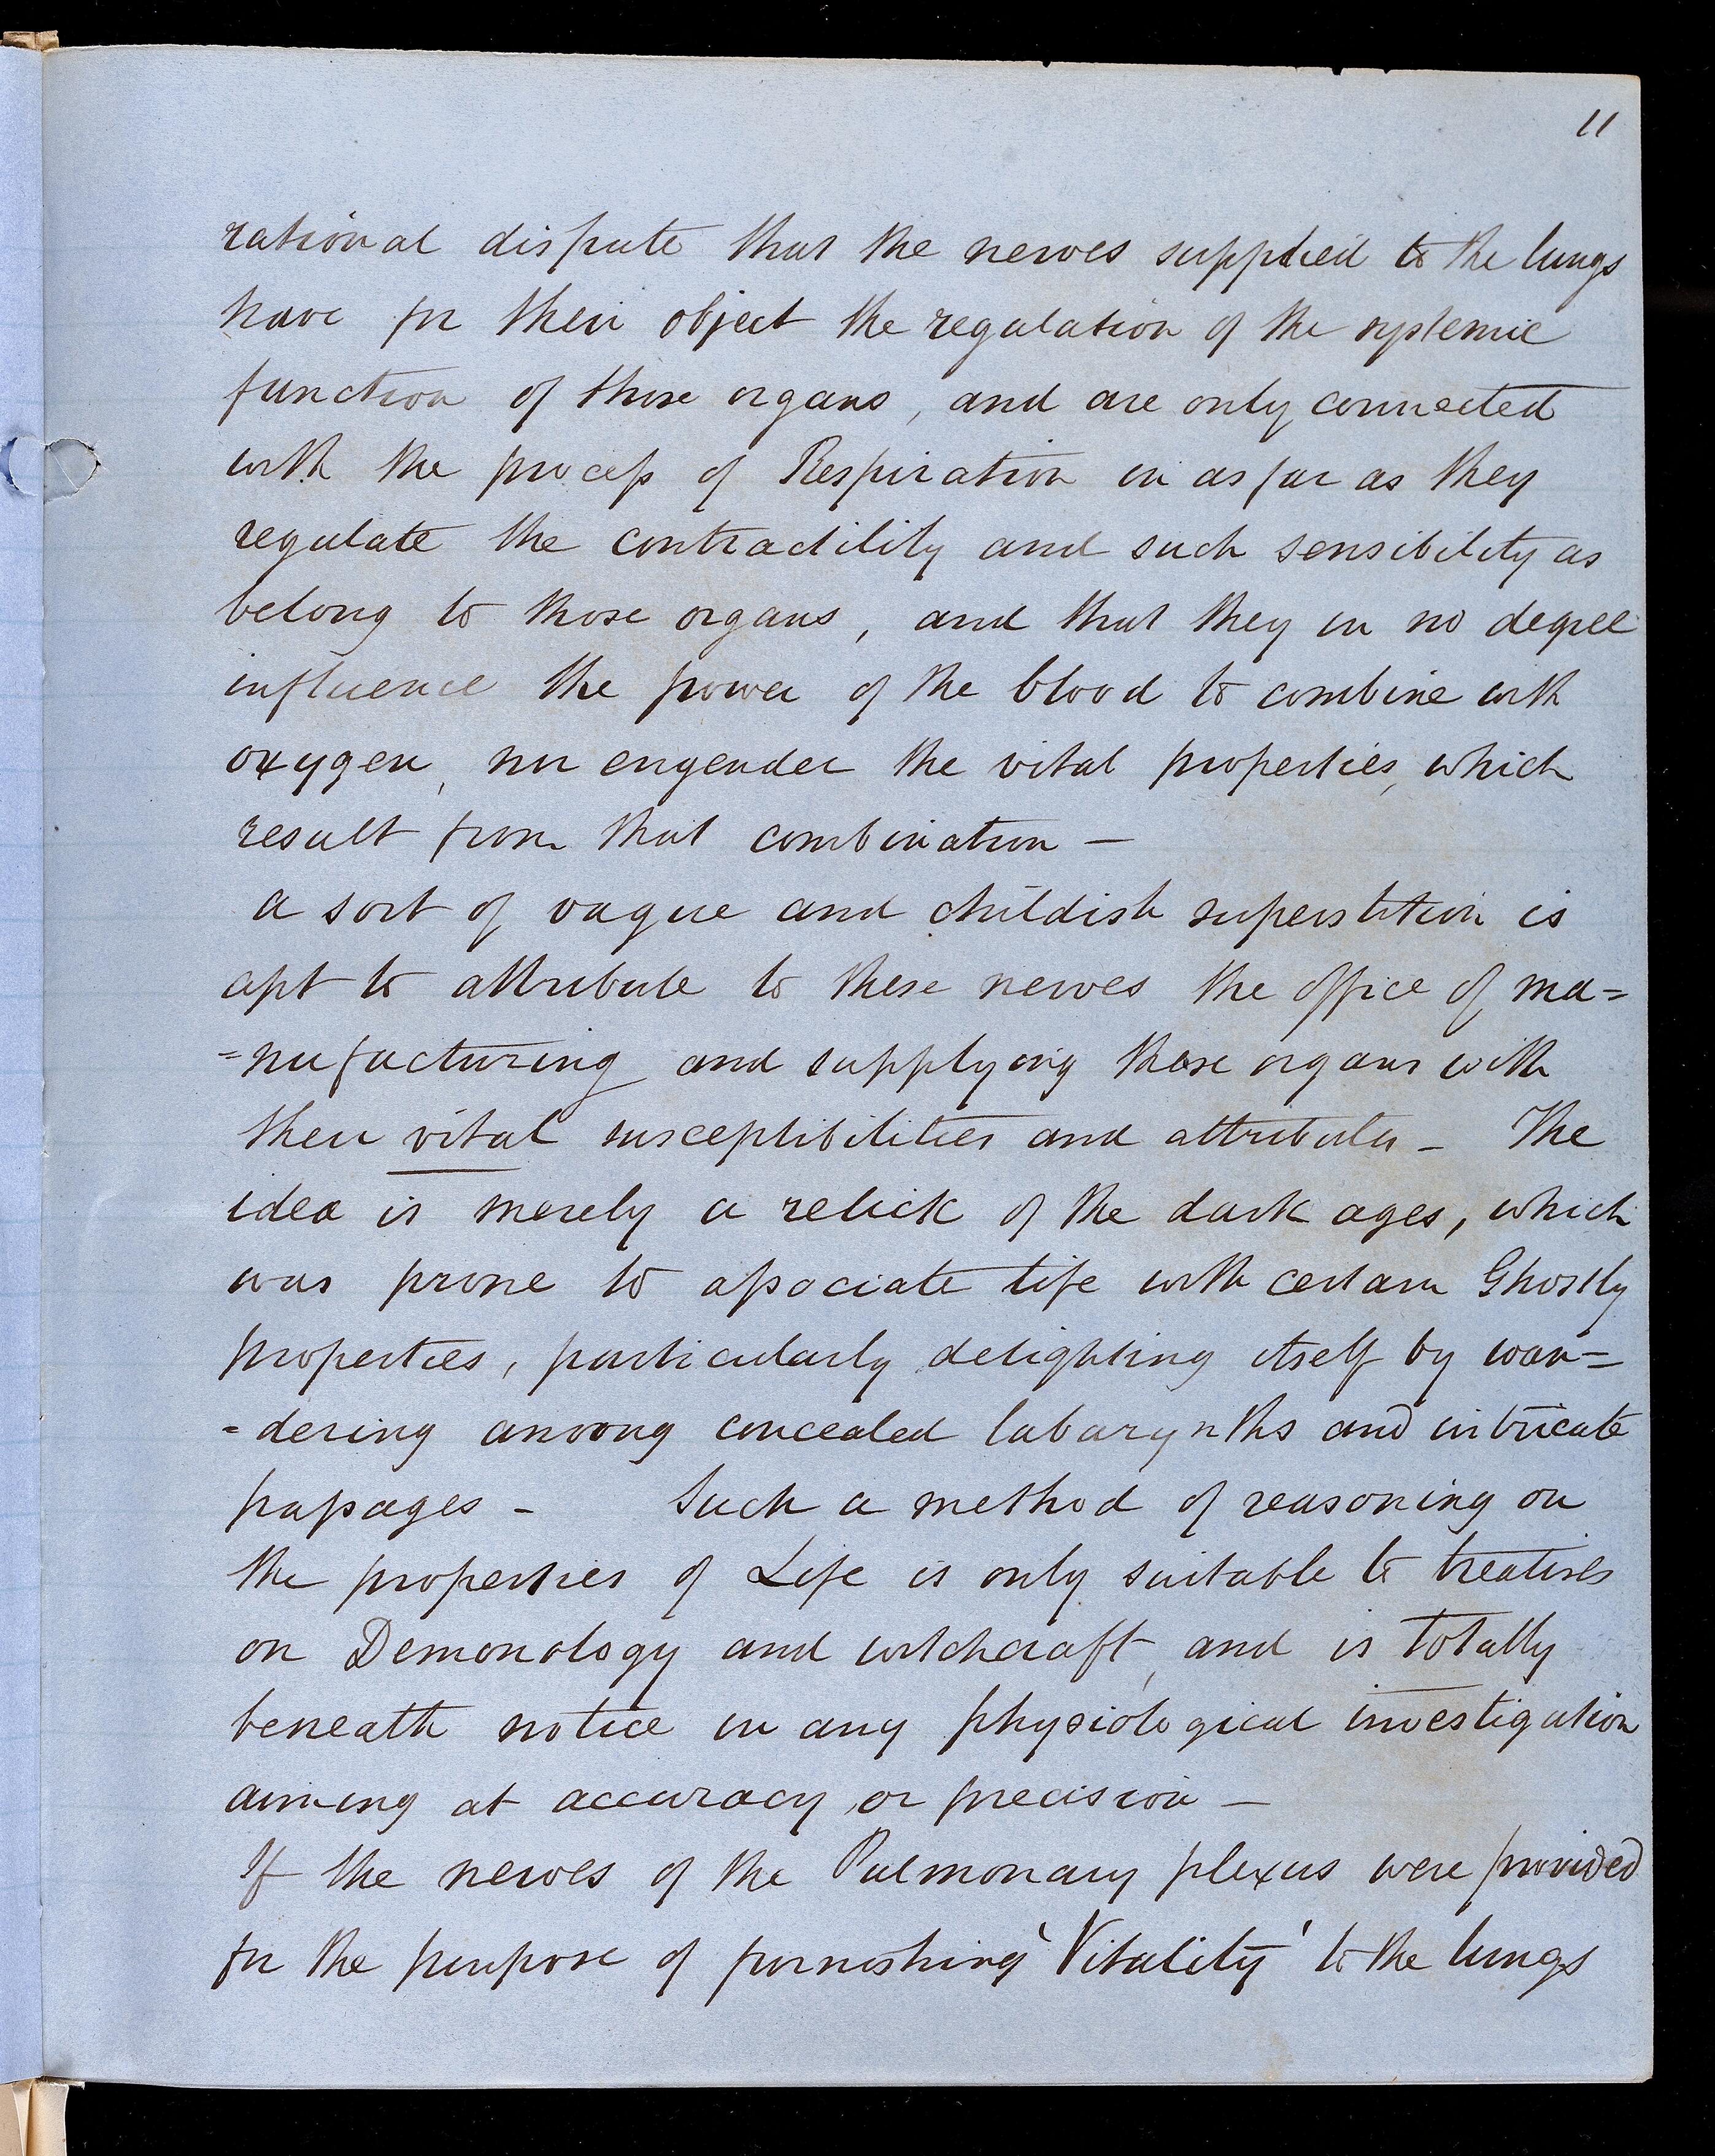 11
rational dispute that the nerves supplied to the lungs
have for their object the regulation of the systemic
function of those organs, and are only connected
with the process of Respiration in as far as they
regulate the contractility and such sensibility as
belong to those organs, and that they in no degree
influence the power of the blood to combine with
oxygen, nor engender the vital properties, which
result from that combination —
a sort of vague and childish superstition is
apt to attribute to these nerves the office of ma=
=nufacturing and supplying those organs with
their vital susceptibilities and attributes - The
idea is merely a relick of the dark ages, which
was prone to associate life with certain Ghostly
properties, particularly delighting itself by wan=
=dering among concealed labarynths and intricate
passages - Such a method of reasoning on
the properties of Life is only suitable to treatises
on Demonology and witchcraft, and is totally
beneath notice in any physiological investigation
aiming at accuracy or precision —
If the nerves of the Pulmonary plexus were provided
for the purpose of furnishing 'Vitality' to the lungs